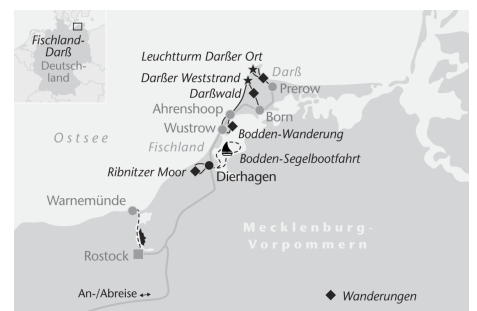 Fischland-
Darß
Deutsch-
land
Leuchtturm Darßer Ort
Darßer Weststrand
Darß
Darßwald
Prerow
Ahrenshoop
Born
Wustrow
Bodden-Wanderung
Ostsee
Fischland
Bodden-Segelbootfahrt
Ribnitzer Moor
Dierhagen
Warnemünde
Mecklenburg-
Vorpommern
Rostock
An-/Abreise
Wanderungen